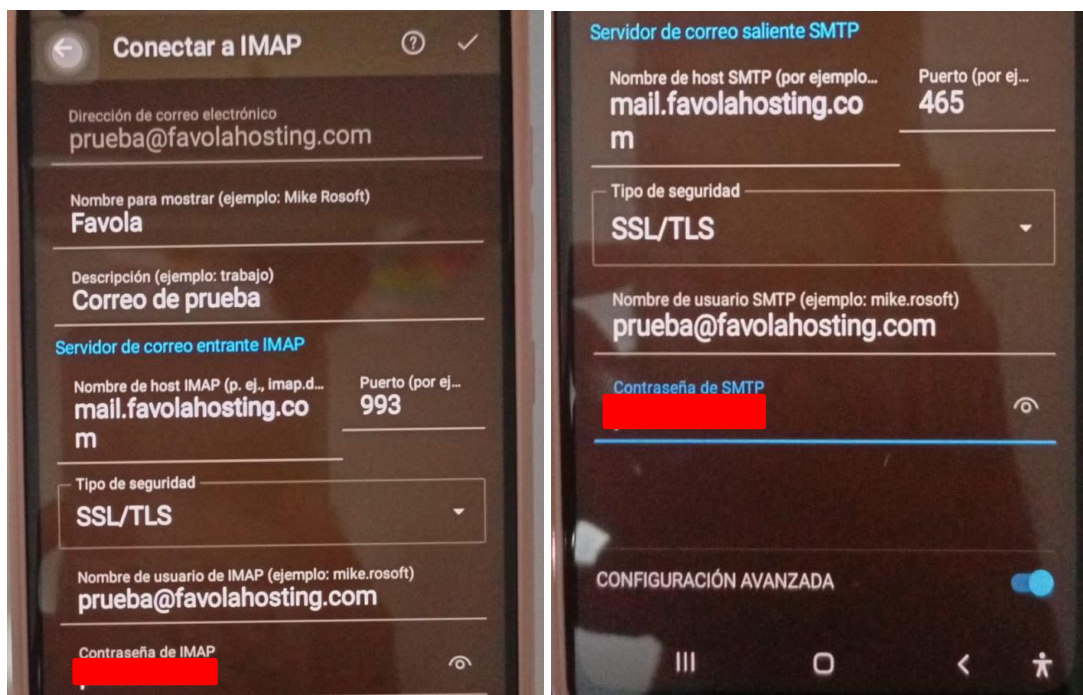 Conectar a IMAP
Dirección de correo electrónico
prueba@favolahosting.com
Nombre para mostrar (ejemplo: Mike Rosoft)
Favola
Descripción (ejemplo: trabajo)
Correo de prueba
Servidor de correo entrante IMAP
Nombre de host IMAP (p. ej., imap.d... Puerto (por ej...
mail.favolahosting.co 993
m
Tipo de seguridad
SSL/TLS
Nombre de usuario de IMAP (ejemplo: mike.rosoft)
prueba@favolahosting.com
Contraseña de IMAP
Servidor de correo saliente SMTP
Nombre de host SMTP (por ejemplo... Puerto (por ej...
mail.favolahosting.co 465
m
Tipo de seguridad
SSL/TLS
Nombre de usuario SMTP (ejemplo: mike.rosoft)
prueba@favolahosting.com
Contraseña de SMTP
CONFIGURACIÓN AVANZADA